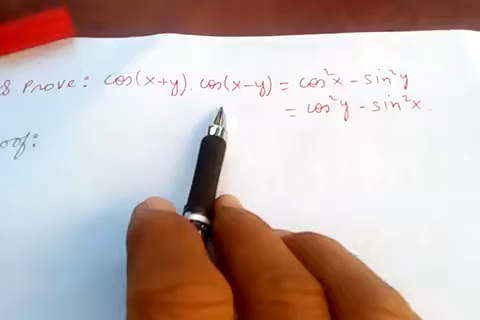 8. Prove: cos(x+y) . cos(x-y) = cos²x - sin²y
= cos²y - sin²x.
oof: